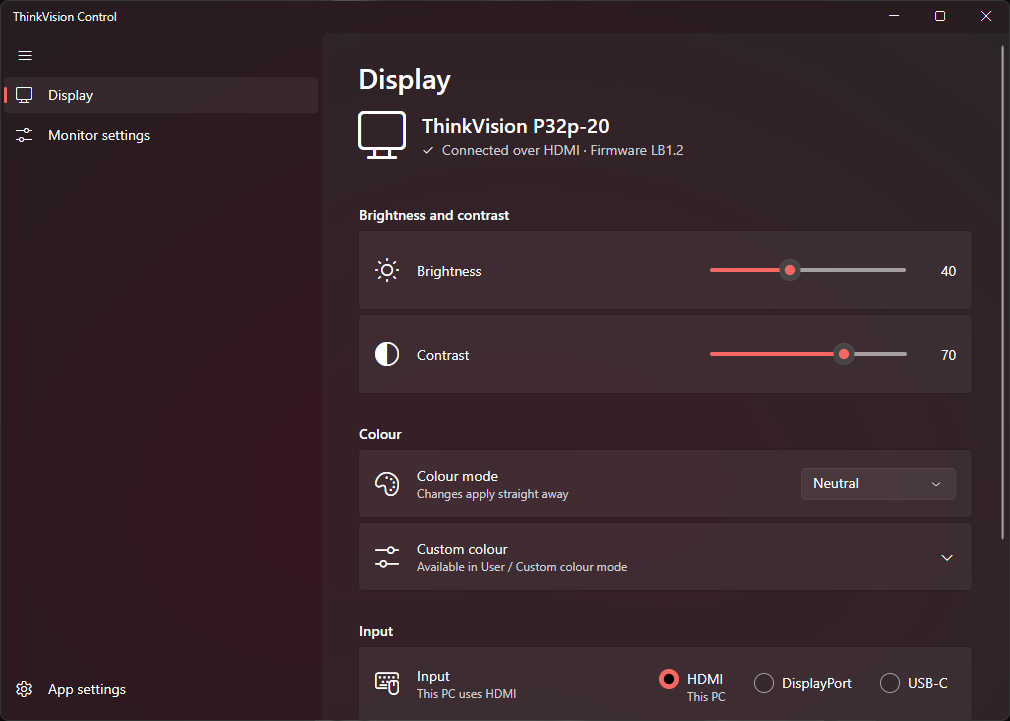 ThinkVision Control
Display
Monitor settings
App settings
Display
ThinkVision P32p-20
Connected over HDMI · Firmware LB1.2
Brightness and contrast
Brightness
40
Contrast
70
Colour
Colour mode
Changes apply straight away
Neutral
Custom colour
Available in User / Custom colour mode
Input
Input
This PC uses HDMI
HDMI
This PC
DisplayPort
USB-C